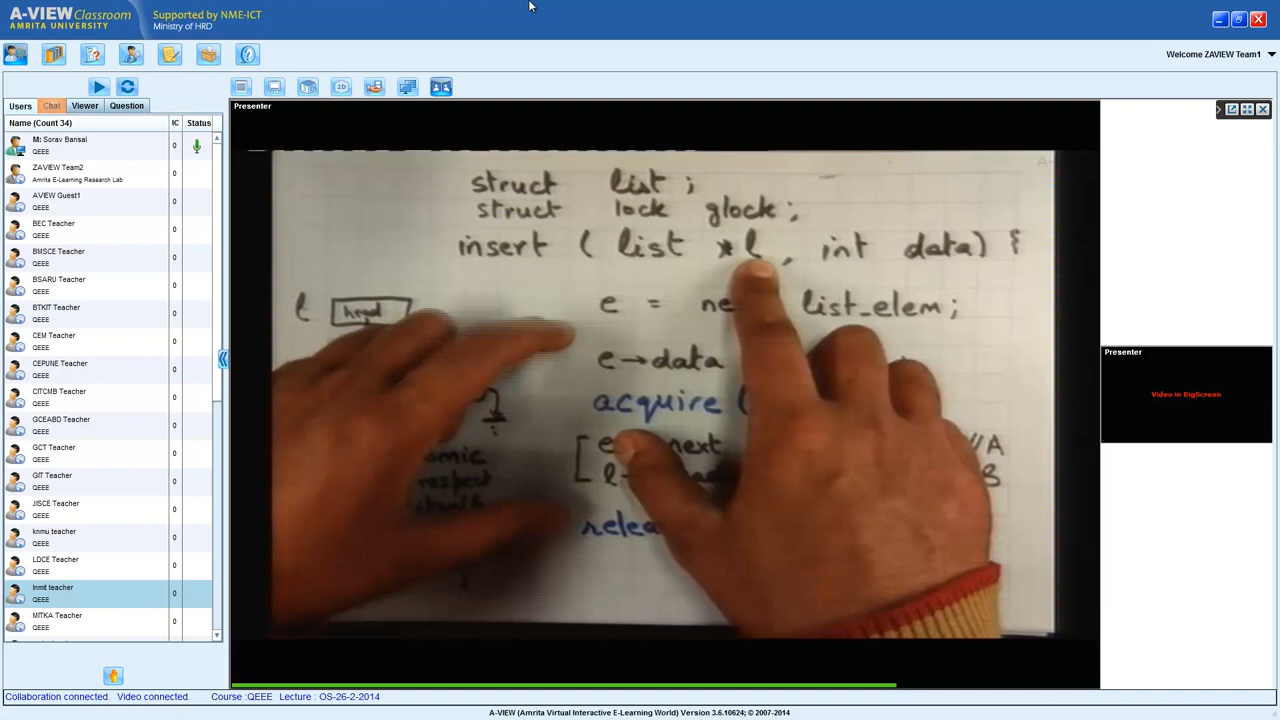 A-VIEW Classroom
AMRITA UNIVERSITY
Supported by NME-ICT
Ministry of HRD
Welcome ZAVIEW Team1
Users Chat Viewer Question
Name (Count 34) IC Status
M: Sorav Bansal 0
QEEE
ZAVIEW Team2 0
Amrita E-Learning Research Lab
AVIEW Guest1 0
QEEE
BEC Teacher 0
QEEE
BMSCE Teacher 0
QEEE
BSARU Teacher 0
QEEE
BTKIT Teacher 0
QEEE
CEM Teacher 0
QEEE
CEPUNE Teacher 0
QEEE
CITCMB Teacher 0
QEEE
GCEABD Teacher 0
QEEE
GCT Teacher 0
QEEE
GIT Teacher 0
QEEE
JISCE Teacher 0
QEEE
knmu teacher 0
QEEE
LDCE Teacher 0
QEEE
lnmit teacher 0
QEEE
MITKA Teacher 0
QEEE
Collaboration connected. Video connected. Course :QEEE Lecture : OS-26-2-2014
2D
Presenter
struct list ;
struct lock glock ;
insert ( list *l , int data) {
l head
e = ne list_elem;
e→data
acquire
e next //A
l B
relea
Presenter
Video in BigScreen
A-VIEW (Amrita Virtual Interactive E-Learning World) Version 3.6.10624; © 2007-2014